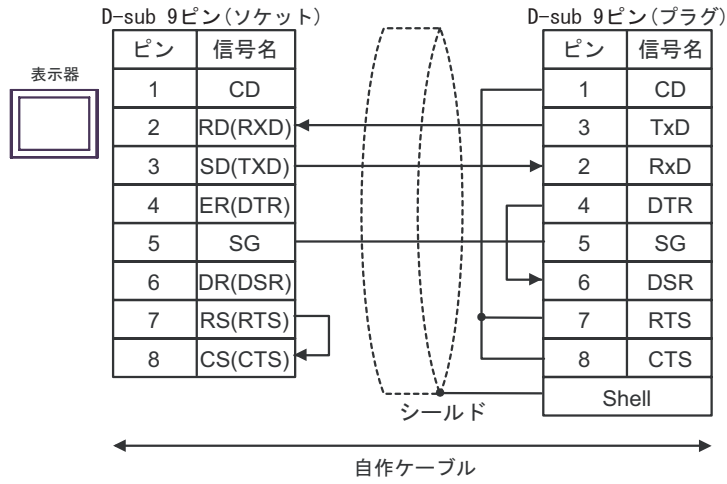 D-sub 9ピン(ソケット)
D-sub 9ピン(プラグ)
表示器
ピン 信号名
1 CD
2 RD(RXD)
3 SD(TXD)
4 ER(DTR)
5 SG
6 DR(DSR)
7 RS(RTS)
8 CS(CTS)
ピン 信号名
1 CD
3 TxD
2 RxD
4 DTR
5 SG
6 DSR
7 RTS
8 CTS
Shell
シールド
自作ケーブル